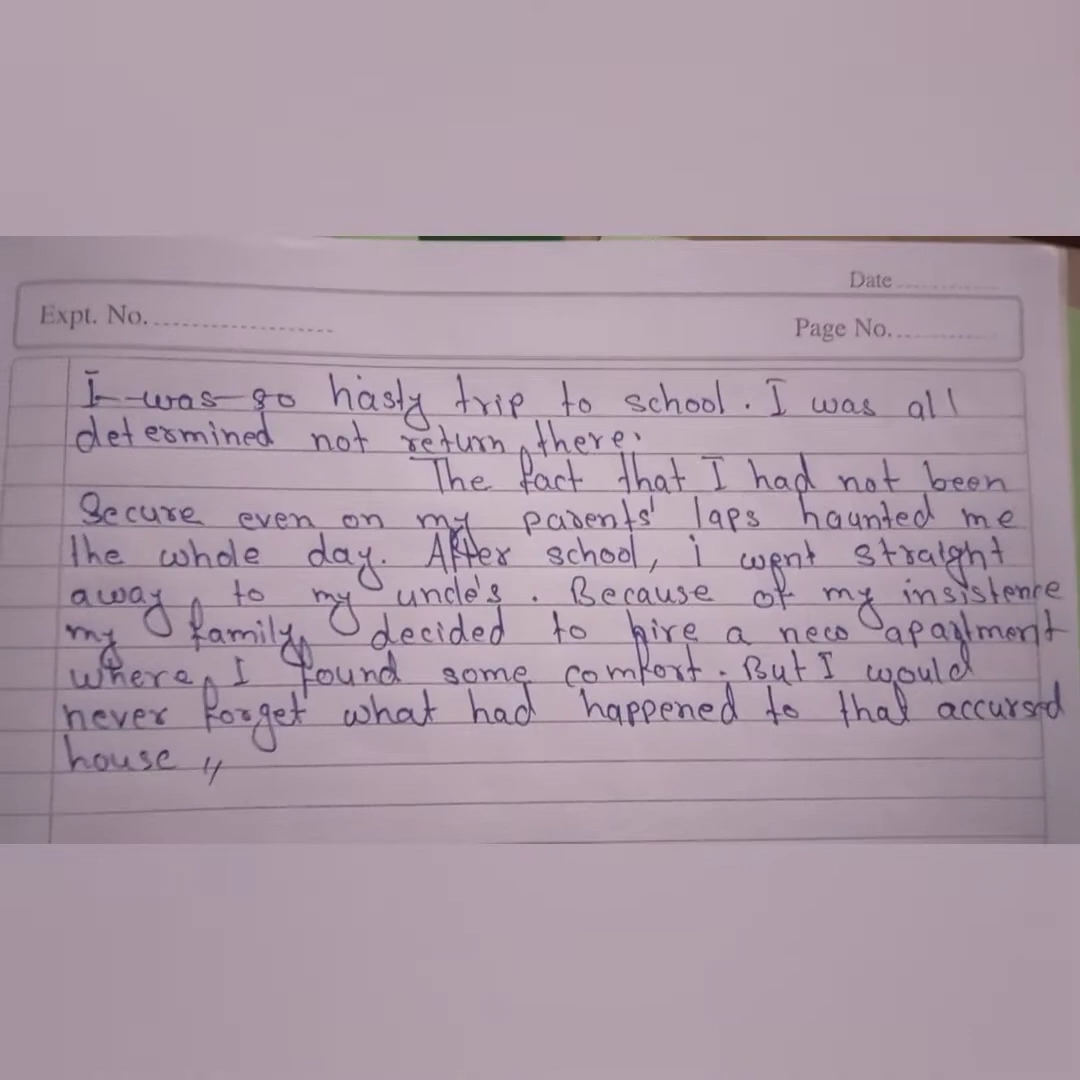 Date
Expt. No.
Page No.
I was so hasty trip to school. I was all
determined not return there.
The fact that I had not been
Secure even on my parents' laps haunted me
the whole day. After school, i went straight
away to my uncle's. Because of my insistence
my family decided to hire a new apartment
where I found some comfort. But I would
never forget what had happened to that accursed
house